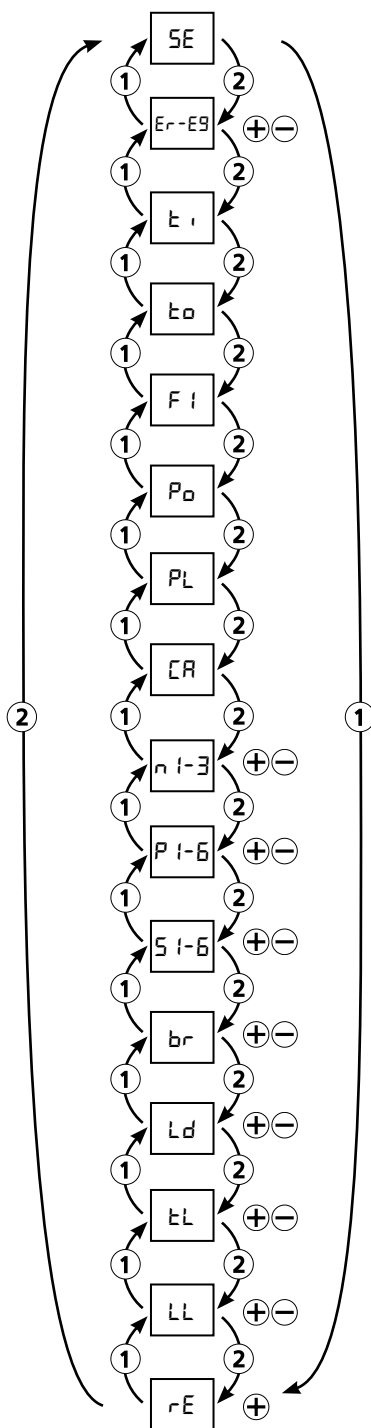 SE
1 2
Er-E9 + −
1 2
ti
1 2
to
1 2
F1
1 2
Po
1 2
PL
1 2
CA
2 1 2 1
n1-3 + −
1 2
P1-6 + −
1 2
S1-6 + −
1 2
br + −
1 2
Ld + −
1 2
tL + −
1 2
LL + −
1 2
rE +